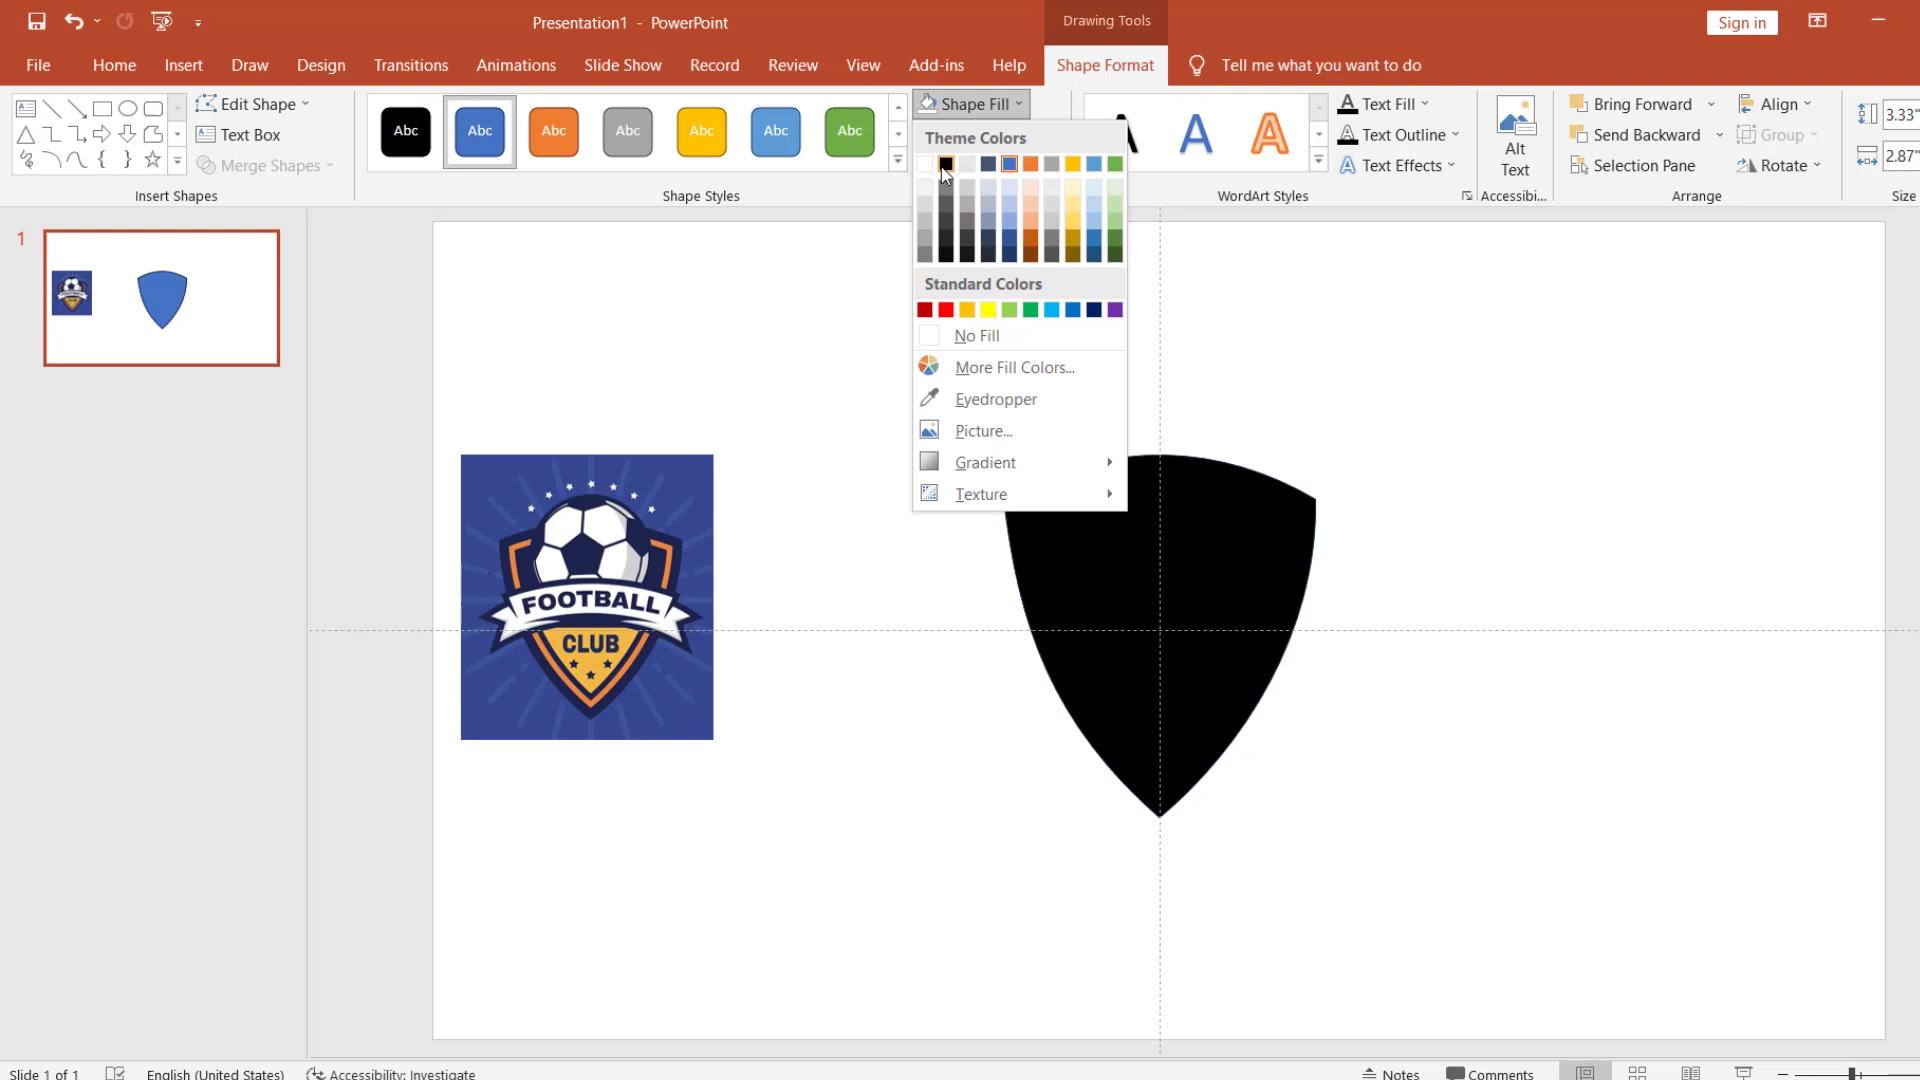 Presentation1 - PowerPoint
Drawing Tools
Sign in
File Home Insert Draw Design Transitions Animations Slide Show Record Review View Add-ins Help Shape Format Tell me what you want to do
Edit Shape
Text Box
Merge Shapes
Insert Shapes
Abc Abc Abc Abc Abc Abc Abc
Shape Styles
Shape Fill
Theme Colors
Standard Colors
No Fill
More Fill Colors...
Eyedropper
Picture...
Gradient
Texture
A A A
WordArt Styles
Text Fill
Text Outline
Text Effects
Alt
Text
Accessibi...
Bring Forward
Send Backward
Selection Pane
Align
Group
Rotate
Arrange
3.33"
2.87"
Size
1
FOOTBALL
CLUB
Slide 1 of 1 English (United States) Accessibility: Investigate Notes Comments